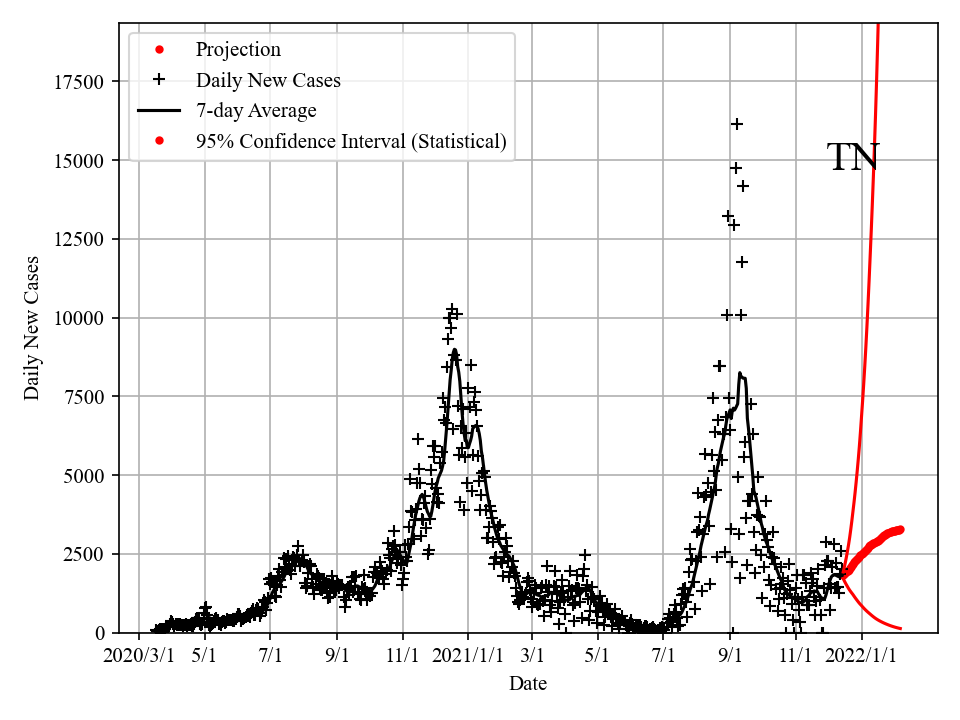 Projection
Daily New Cases
7-day Average
95% Confidence Interval (Statistical)
TN
17500
15000
12500
10000
7500
5000
2500
0
Daily New Cases
2020/3/1 5/1 7/1 9/1 11/1 2021/1/1 3/1 5/1 7/1 9/1 11/1 2022/1/1
Date